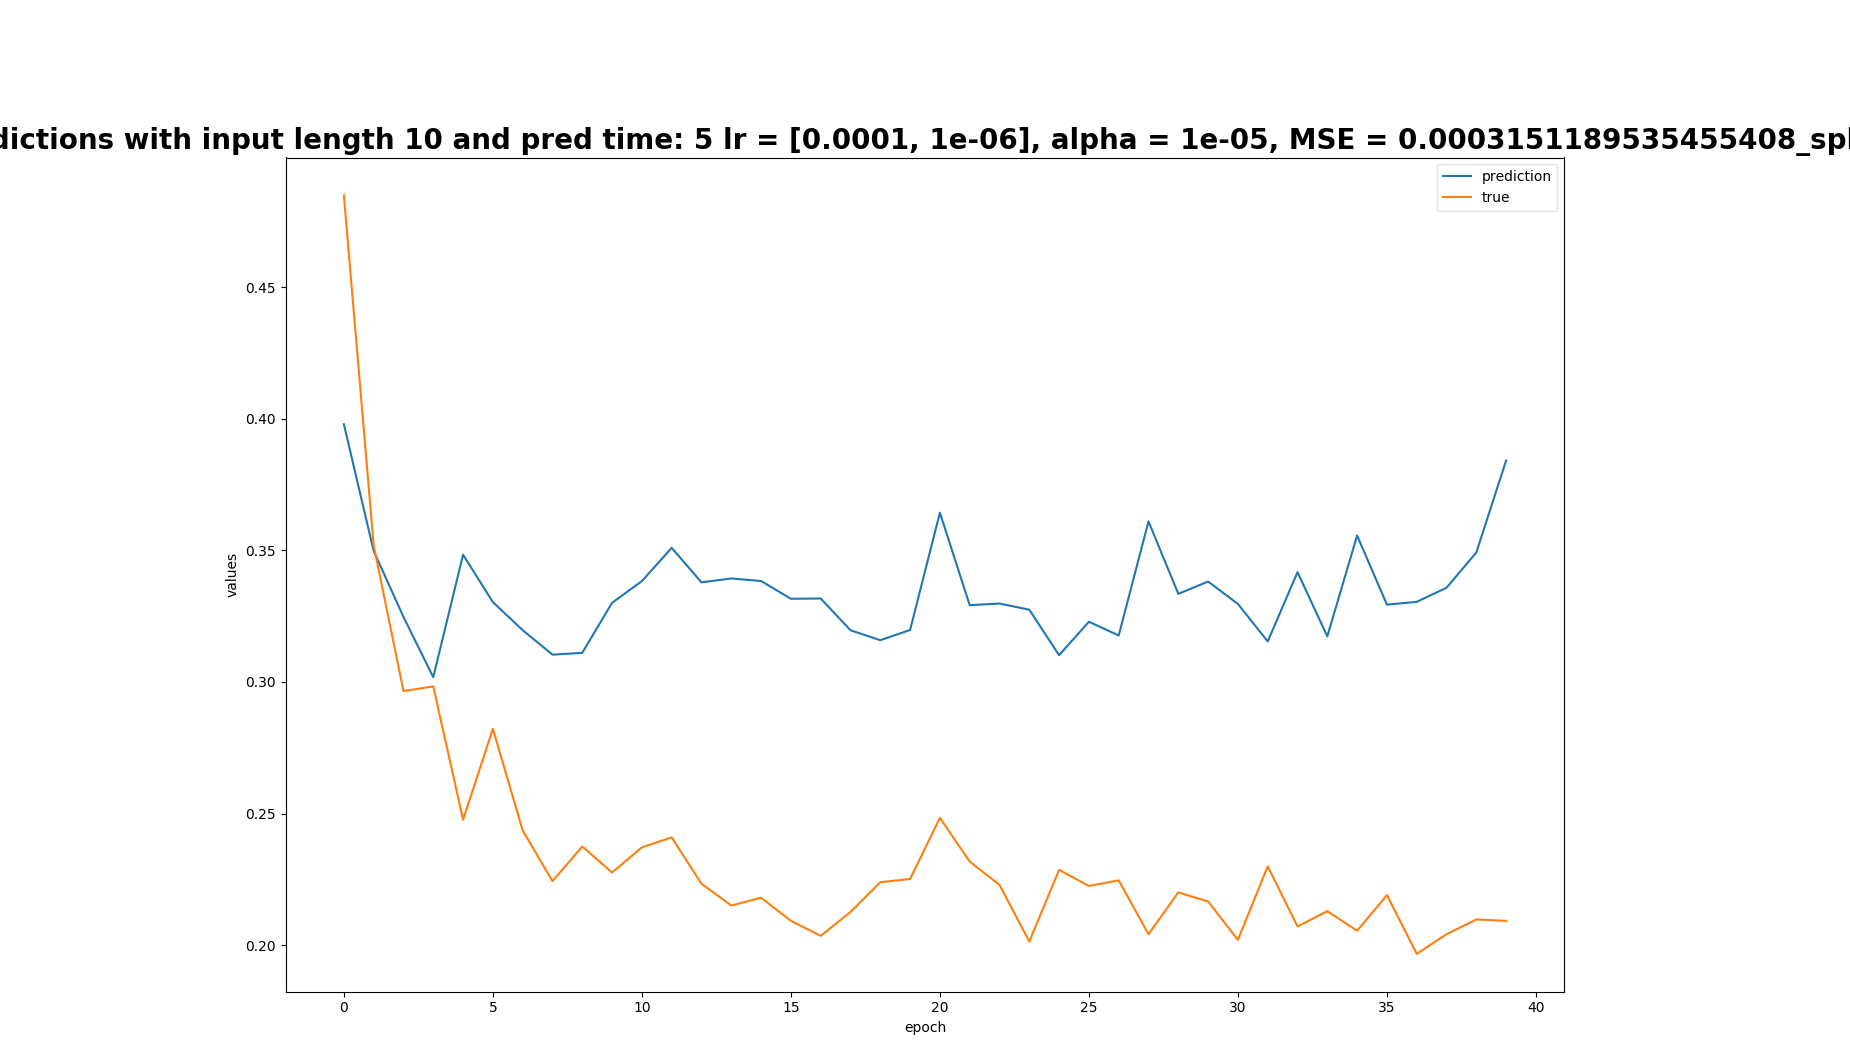 dictions with input length 10 and pred time: 5 lr = [0.0001, 1e-06], alpha = 1e-05, MSE = 0.0003151189535455408_spl
prediction
true
values
0.45
0.40
0.35
0.30
0.25
0.20
0 5 10 15 20 25 30 35 40
epoch